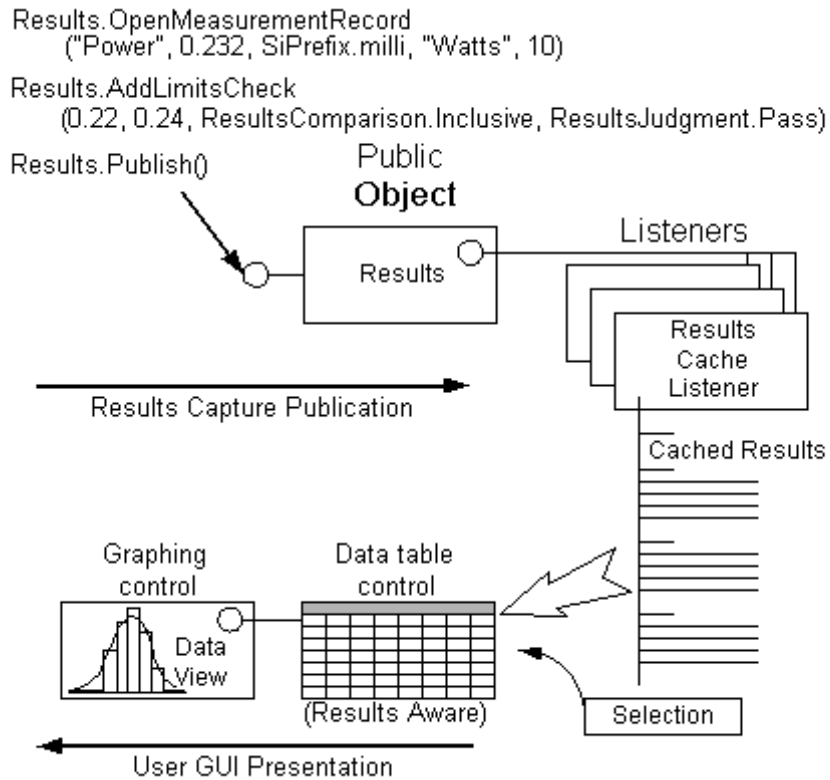 Results.OpenMeasurementRecord
("Power", 0.232, SiPrefix.milli, "Watts", 10)
Results.AddLimitsCheck
(0.22, 0.24, ResultsComparison.Inclusive, ResultsJudgment.Pass)
Results.Publish()
Public
Object
Results
Listeners
Results
Cache
Listener
Results Capture Publication
Cached Results
Graphing
control
Data table
control
Data
View
(Results Aware)
Selection
User GUI Presentation